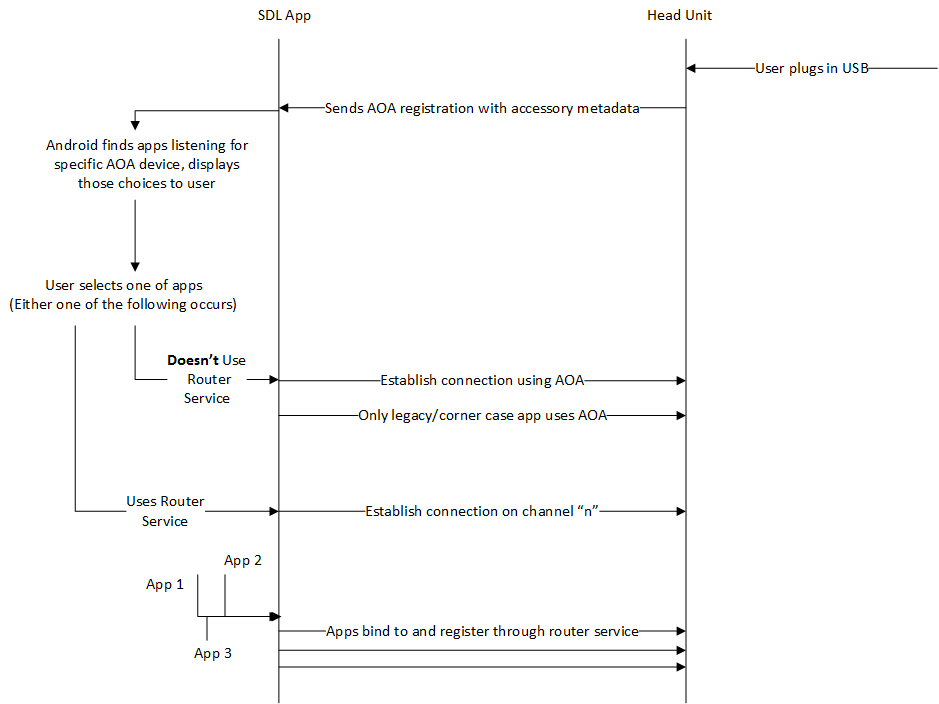 SDL App
Head Unit
User plugs in USB
Sends AOA registration with accessory metadata
Android finds apps listening for
specific AOA device, displays
those choices to user
User selects one of apps
(Either one of the following occurs)
Doesn’t Use
Router
Service
Establish connection using AOA
Only legacy/corner case app uses AOA
Uses Router
Service
Establish connection on channel “n”
App 2
App 1
Apps bind to and register through router service
App 3